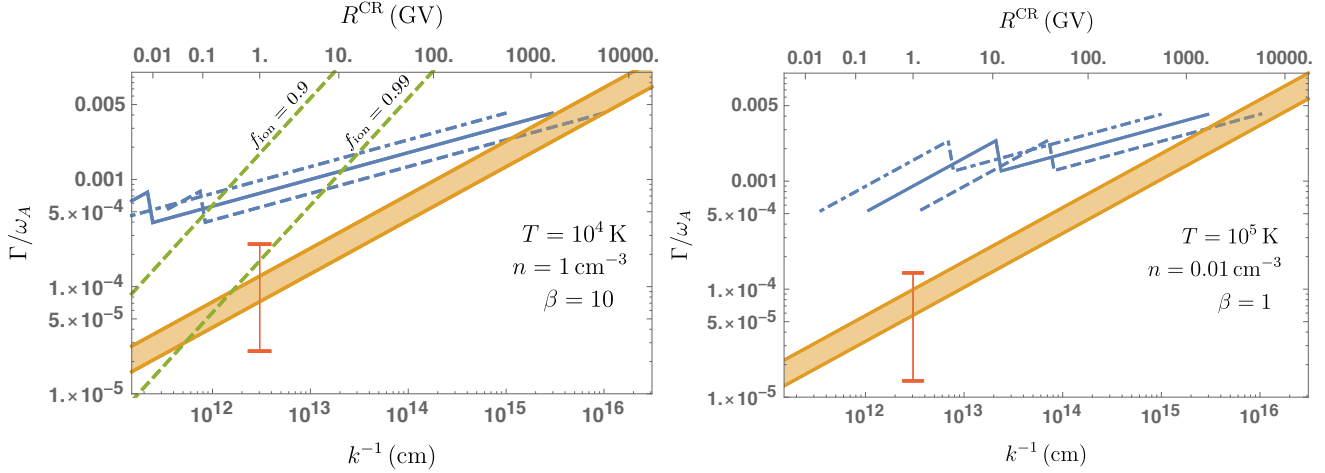 R^CR (GV)
0.01 0.1 1. 10. 100. 1000. 10000.
f_ion = 0.9
f_ion = 0.99
Γ/ω_A
0.005
0.001
5.×10^-4
1.×10^-4
5.×10^-5
1.×10^-5
T = 10^4 K
n = 1 cm^-3
β = 10
10^12 10^13 10^14 10^15 10^16
k^-1 (cm)
R^CR (GV)
0.01 0.1 1. 10. 100. 1000. 10000.
Γ/ω_A
0.005
0.001
5.×10^-4
1.×10^-4
5.×10^-5
1.×10^-5
T = 10^5 K
n = 0.01 cm^-3
β = 1
10^12 10^13 10^14 10^15 10^16
k^-1 (cm)